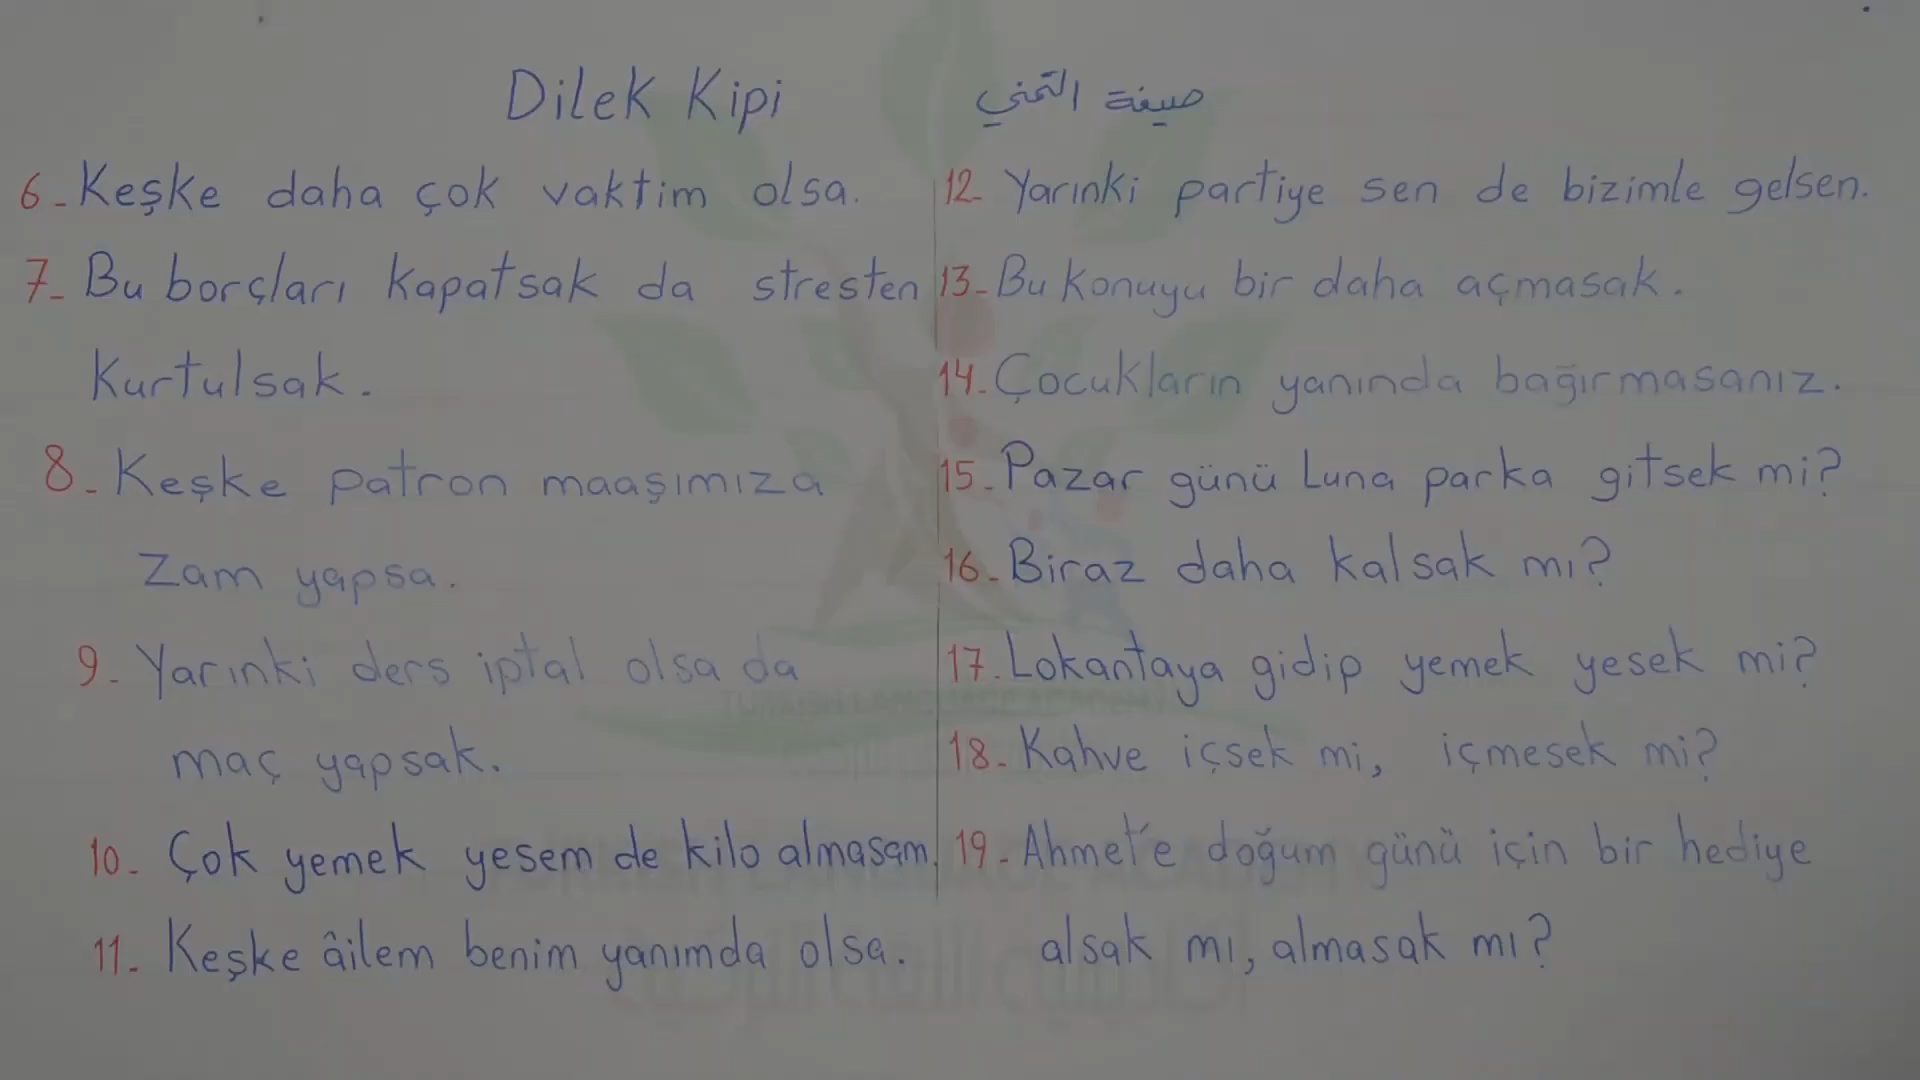 Dilek Kipi صيغة التمني
6- Keşke daha çok vaktim olsa.
7- Bu borçları kapatsak da stresten
kurtulsak.
8- Keşke patron maaşımıza
zam yapsa.
9- Yarınki ders iptal olsa da
maç yapsak.
10- Çok yemek yesem de kilo almasam.
11- Keşke âilem benim yanımda olsa.
12- Yarınki partiye sen de bizimle gelsen.
13- Bu konuyu bir daha açmasak.
14- Çocukların yanında bağırmasanız.
15- Pazar günü Luna parka gitsek mi?
16- Biraz daha kalsak mı?
17. Lokantaya gidip yemek yesek mi?
18- Kahve içsek mi, içmesek mi?
19- Ahmet'e doğum günü için bir hediye
alsak mı, almasak mı?